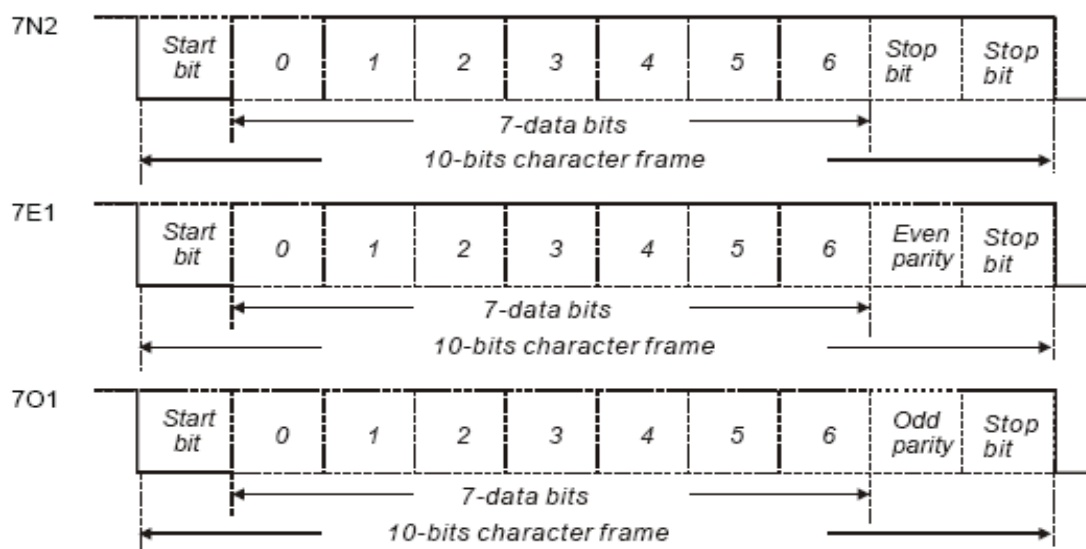 7N2
Start bit 0 1 2 3 4 5 6 Stop bit Stop bit
7-data bits
10-bits character frame
7E1
Start bit 0 1 2 3 4 5 6 Even parity Stop bit
7-data bits
10-bits character frame
7O1
Start bit 0 1 2 3 4 5 6 Odd parity Stop bit
7-data bits
10-bits character frame